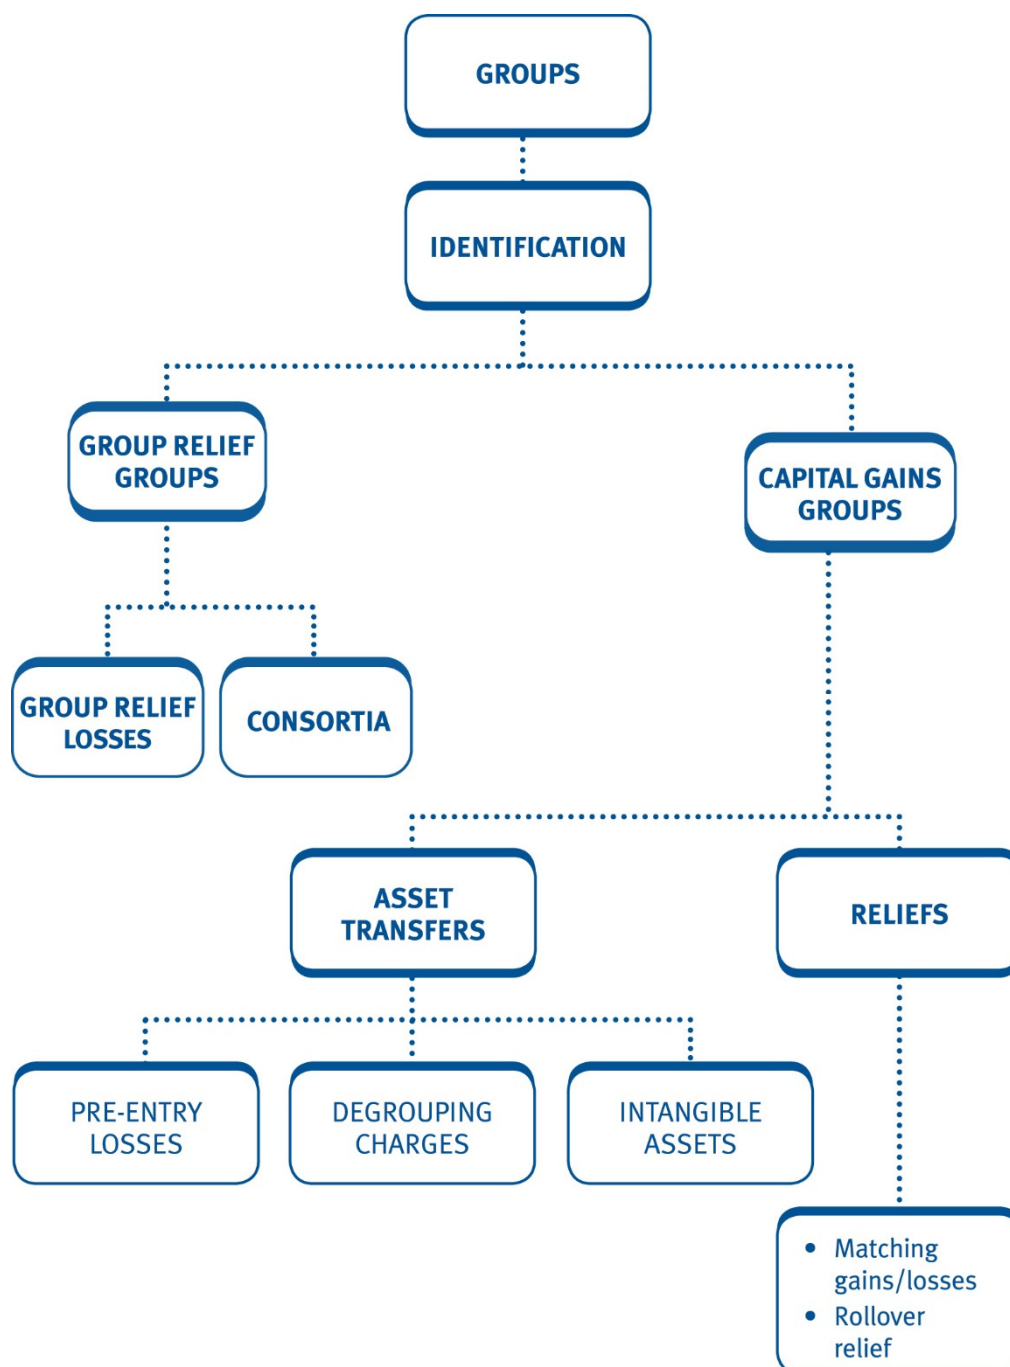 GROUPS
IDENTIFICATION
GROUP RELIEF
GROUPS
CAPITAL GAINS
GROUPS
GROUP RELIEF
LOSSES
CONSORTIA
ASSET
TRANSFERS
RELIEFS
PRE-ENTRY
LOSSES
DEGROUPING
CHARGES
INTANGIBLE
ASSETS
• Matching
gains/losses
• Rollover
relief